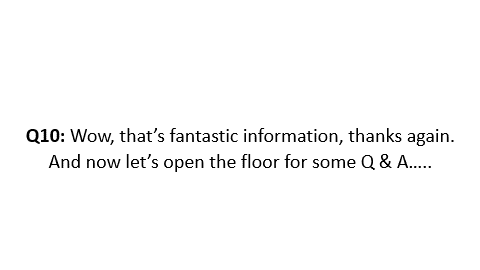 Q10: Wow, that’s fantastic information, thanks again.
And now let’s open the floor for some Q & A…..